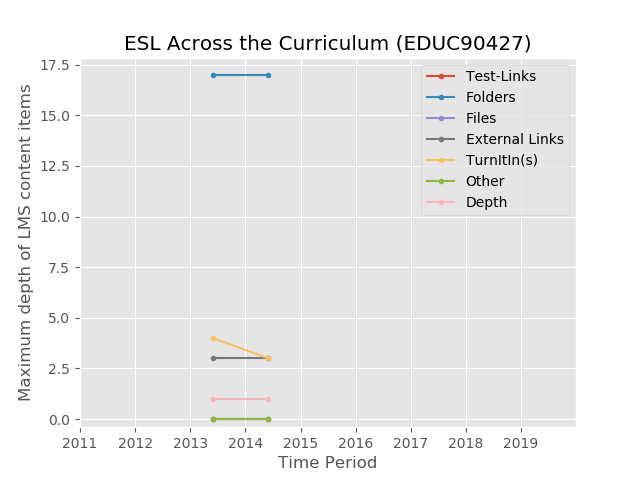 ESL Across the Curriculum (EDUC90427)
Maximum depth of LMS content items
17.5
15.0
12.5
10.0
7.5
5.0
2.5
0.0
Test-Links
Folders
Files
External Links
TurnItIn(s)
Other
Depth
2011 2012 2013 2014 2015 2016 2017 2018 2019
Time Period